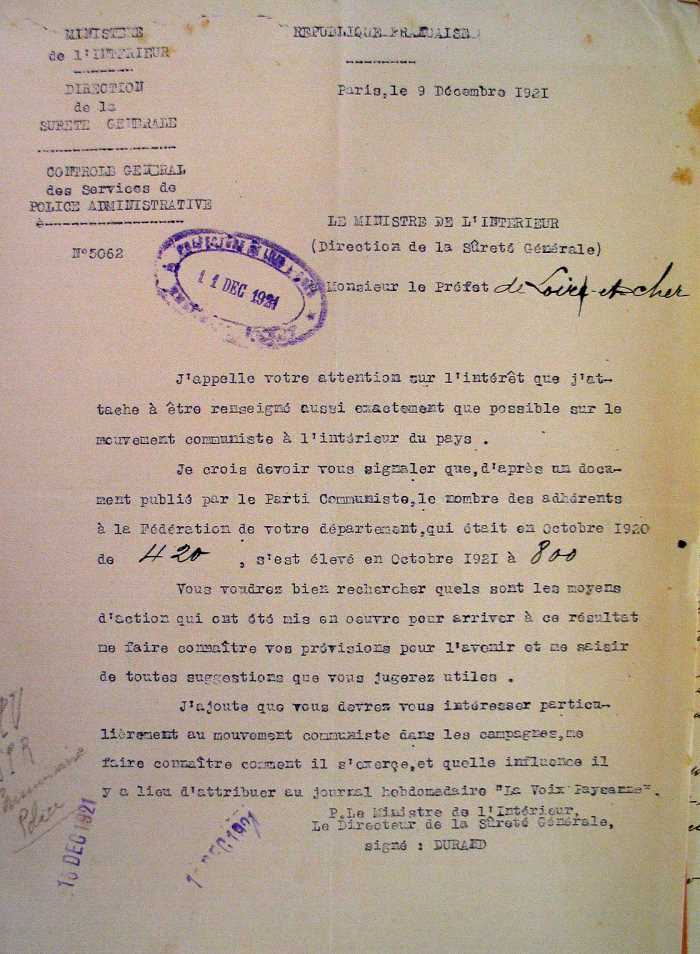 MINISTERE
de l'INTERIEUR
DIRECTION
de la
SURETE GENERALE
CONTROLE GENERAL
des Services de
POLICE ADMINISTRATIVE
à
N°5062
REPUBLIQUE FRANCAISE
Paris, le 9 Décembre 1921
LE MINISTRE DE L'INTERIEUR
(Direction de la Sûreté Générale)
à Monsieur le Préfet de Loir-et-Cher
PREFECTURE DE LOIR & CHER
11 DEC 1921
J'appelle votre attention sur l'intérêt que j'at-
tache à être renseigné aussi exactement que possible sur le
mouvement communiste à l'intérieur du pays .
Je crois devoir vous signaler que,d'après un docu-
ment publié par le Parti Communiste,le nombre des adhérents
à la Fédération de votre département,qui était en Octobre 1920
de 420 , s'est élevé en Octobre 1921 à 800
Vous voudrez bien rechercher quels sont les moyens
d'action qui ont été mis en oeuvre pour arriver à ce résultat
me faire connaître vos prévisions pour l'avenir et me saisir
de toutes suggestions que vous jugerez utiles .
J'ajoute que vous devrez vous intéresser particu-
lièrement au mouvement communiste dans les campagnes,me
faire connaître comment il s'exerçe,et quelle influence il
y a lieu d'attribuer au journal hebdomadaire "La Voix Paysanne".
P.Le Ministre de l'Intérieur,
Le Directeur de la Sûreté Générale,
signé : DURAND
Police
13 DEC 1921
DEC 1921